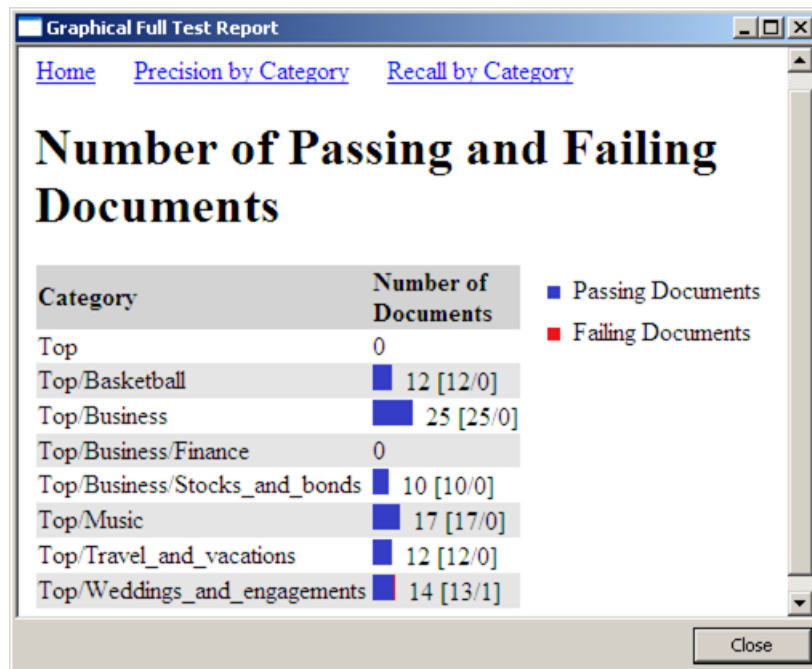 Graphical Full Test Report
Home Precision by Category Recall by Category
Number of Passing and Failing
Documents
Category Number of Documents
Passing Documents
Failing Documents
Top 0
Top/Basketball 12 [12/0]
Top/Business 25 [25/0]
Top/Business/Finance 0
Top/Business/Stocks_and_bonds 10 [10/0]
Top/Music 17 [17/0]
Top/Travel_and_vacations 12 [12/0]
Top/Weddings_and_engagements 14 [13/1]
Close